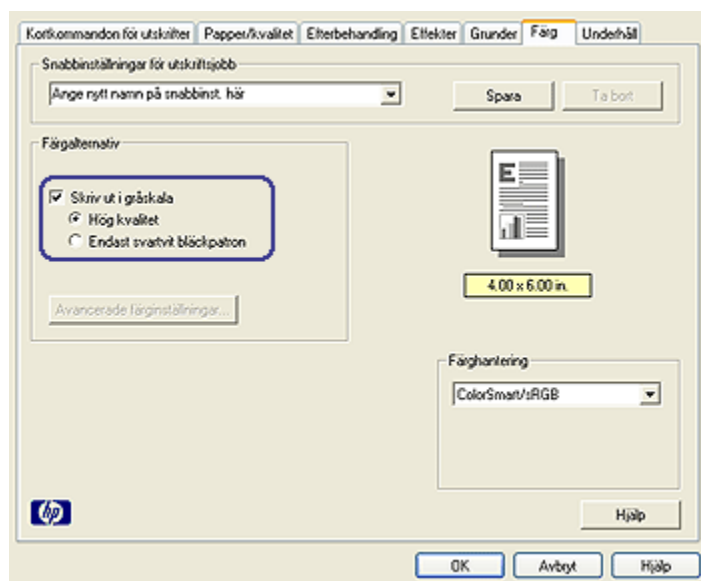 Kortkommandon för utskrifter Papper/kvalitet Efterbehandling Effekter Grunder Färg Underhåll
Snabbinställningar för utskriftsjobb
Ange nytt namn på snabbinst. här Spara Ta bort
Färgalternativ
Skriv ut i gråskala
Hög kvalitet
Endast svartvit bläckpatron
E
4.00 x 6.00 in.
Avancerade färginställningar...
Färghantering
ColorSmart/sRGB
hp
Hjälp
OK Avbryt Hjälp